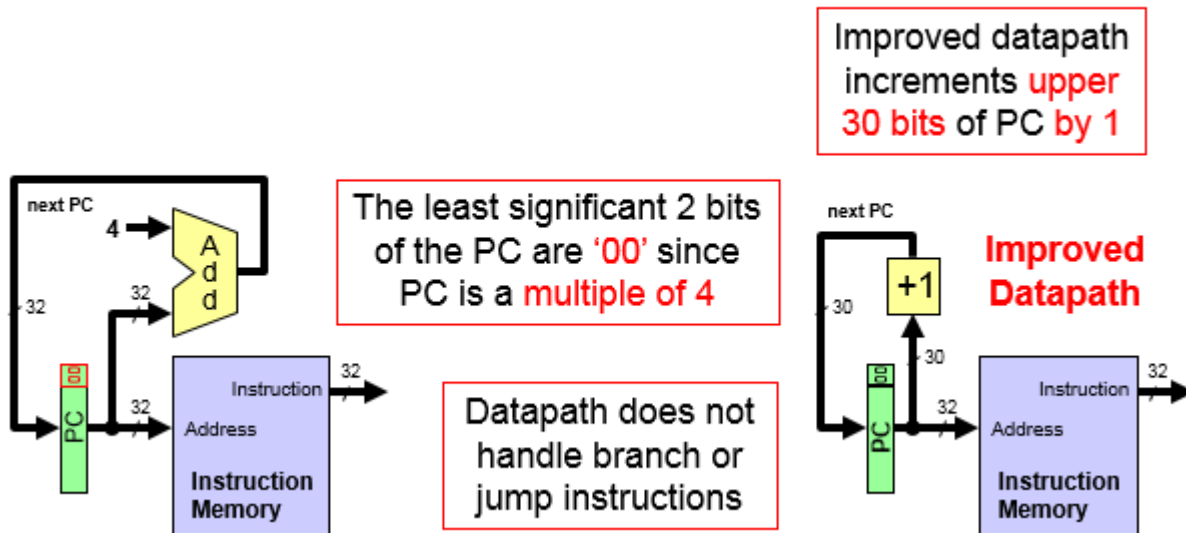 Improved datapath
increments upper
30 bits of PC by 1
next PC
4
Add
32
32
00
PC
32
Address
Instruction
32
Instruction
Memory
The least significant 2 bits
of the PC are ‘00’ since
PC is a multiple of 4
Datapath does not
handle branch or
jump instructions
next PC
+1
Improved
Datapath
30
30
00
PC
32
Address
Instruction
32
Instruction
Memory